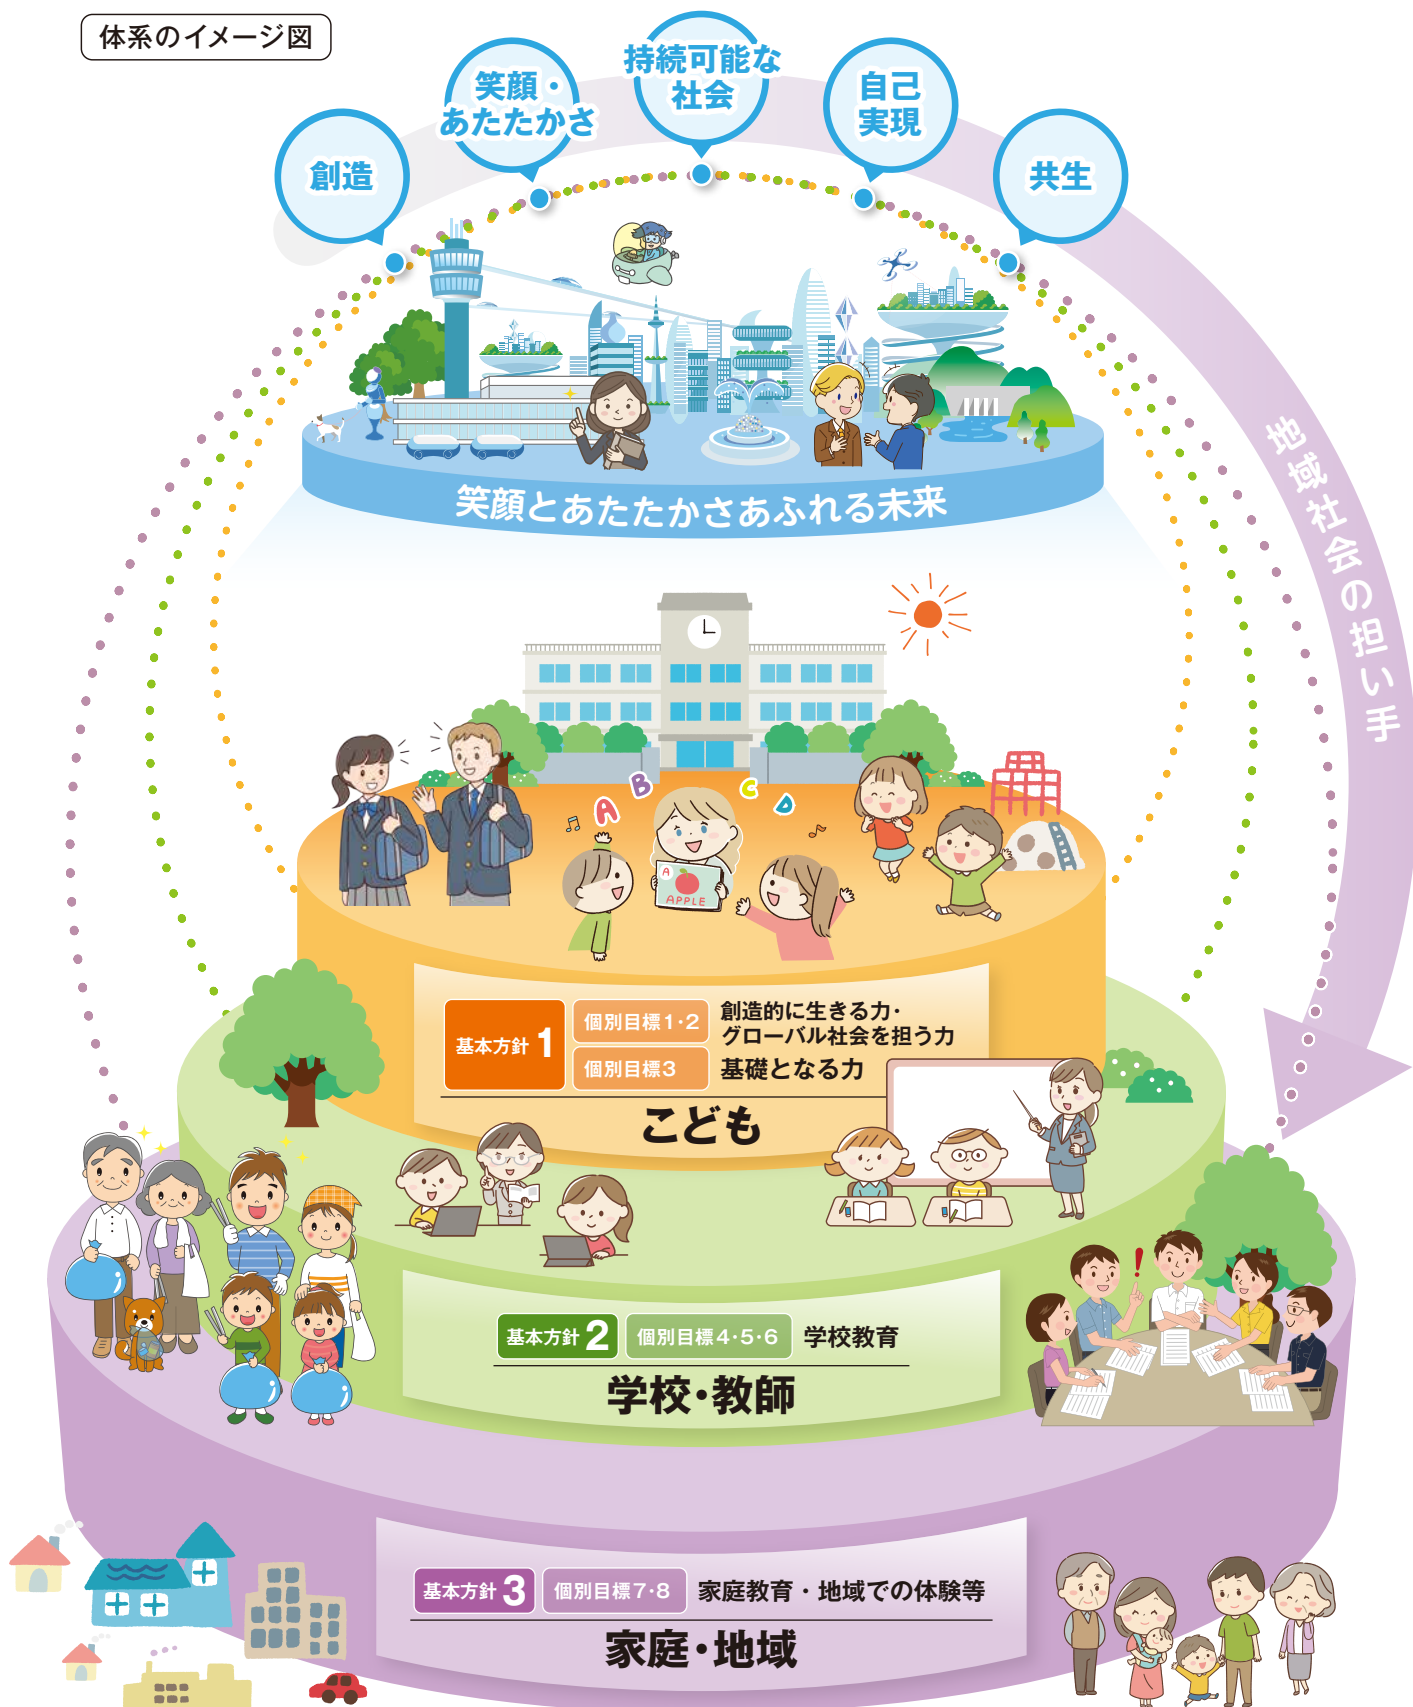 体系のイメージ図
創造
笑顔・
あたたかさ
持続可能な
社会
自己
実現
共生
地域社会の担い手
笑顔とあたたかさあふれる未来
A
B
C
D
A
APPLE
基本方針1
個別目標1・2
創造的に生きる力・
グローバル社会を担う力
個別目標3
基礎となる力
こども
基本方針2
個別目標4・5・6
学校教育
学校・教師
基本方針3
個別目標7・8
家庭教育・地域での体験等
家庭・地域